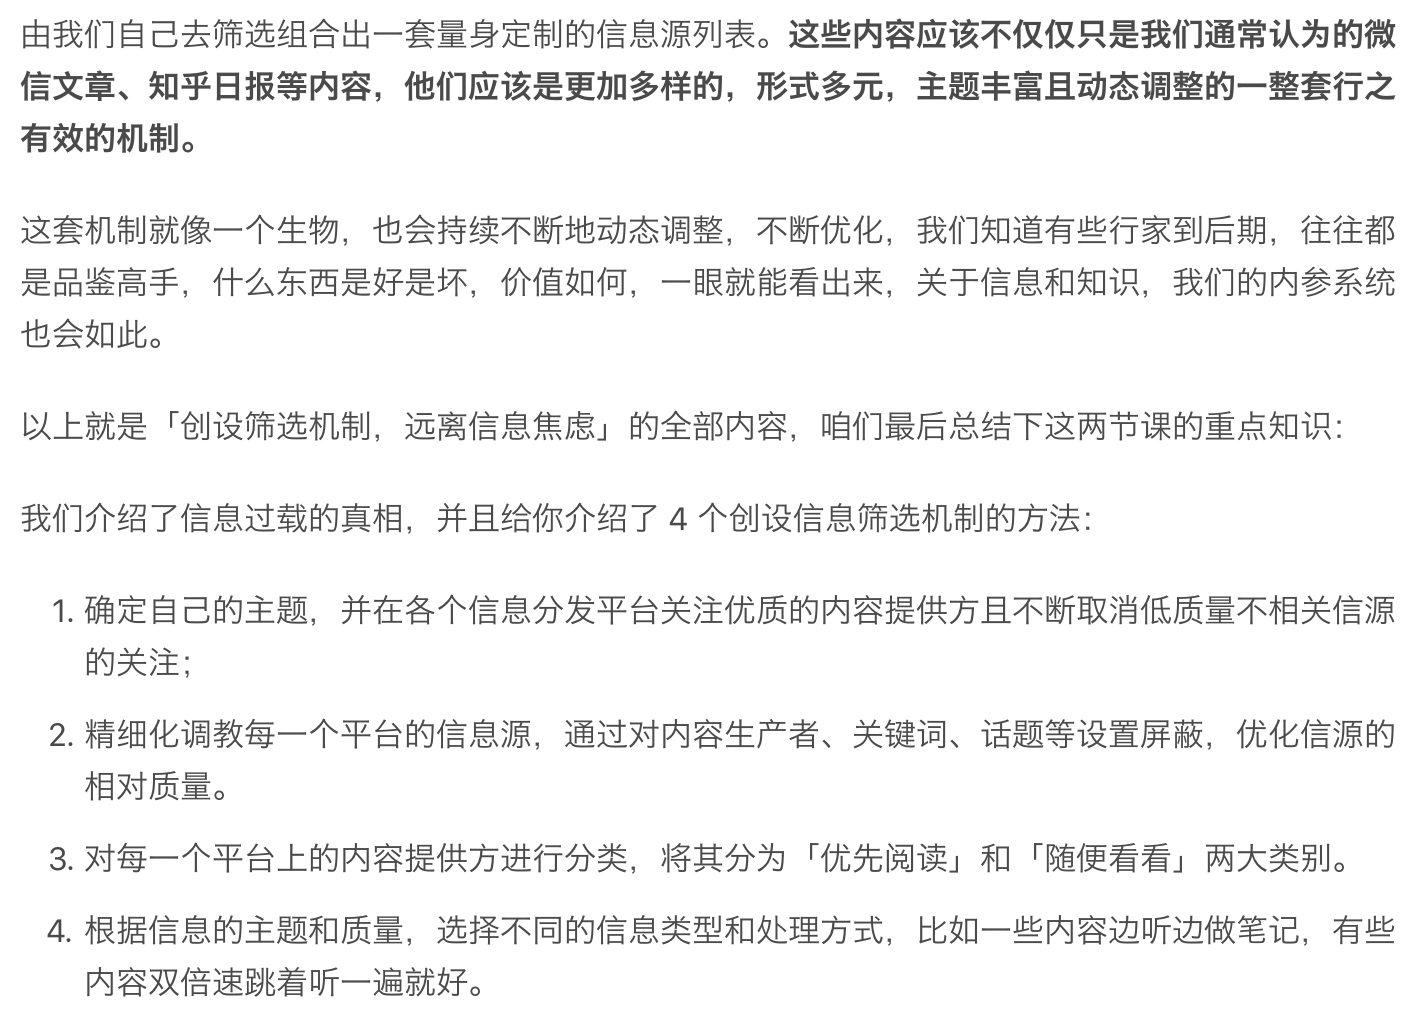 由我们自己去筛选组合出一套量身定制的信息源列表。这些内容应该不仅仅只是我们通常认为的微
信文章、知乎日报等内容，他们应该是更加多样的，形式多元，主题丰富且动态调整的一整套行之
有效的机制。
这套机制就像一个生物，也会持续不断地动态调整，不断优化，我们知道有些行家到后期，往往都
是品鉴高手，什么东西是好是坏，价值如何，一眼就能看出来，关于信息和知识，我们的内参系统
也会如此。
以上就是「创设筛选机制，远离信息焦虑」的全部内容，咱们最后总结下这两节课的重点知识：
我们介绍了信息过载的真相，并且给你介绍了 4 个创设信息筛选机制的方法：
1. 确定自己的主题，并在各个信息分发平台关注优质的内容提供方且不断取消低质量不相关信源
的关注；
2. 精细化调教每一个平台的信息源，通过对内容生产者、关键词、话题等设置屏蔽，优化信源的
相对质量。
3. 对每一个平台上的内容提供方进行分类，将其分为「优先阅读」和「随便看看」两大类别。
4. 根据信息的主题和质量，选择不同的信息类型和处理方式，比如一些内容边听边做笔记，有些
内容双倍速跳着听一遍就好。